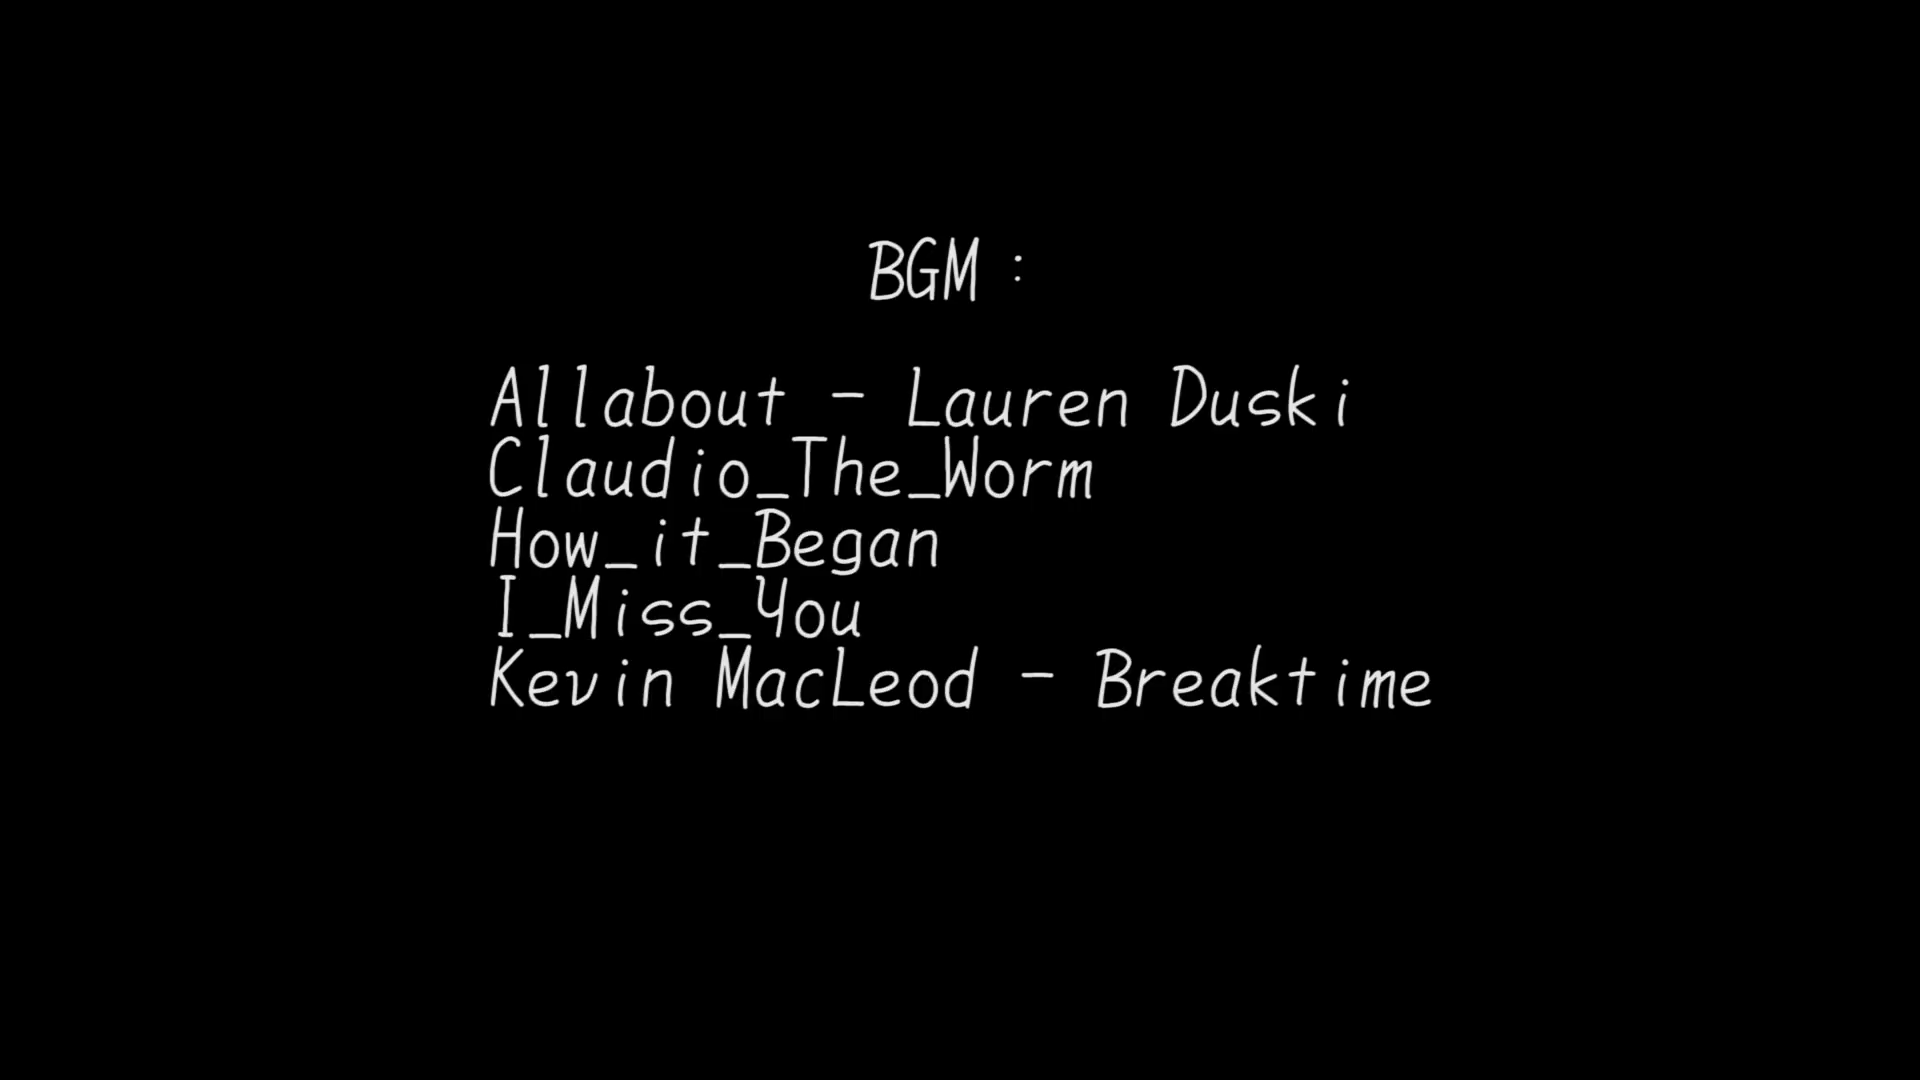 BGM :
Allabout - Lauren Duski
Claudio_The_Worm
How_it_Began
I_Miss_You
Kevin MacLeod - Breaktime